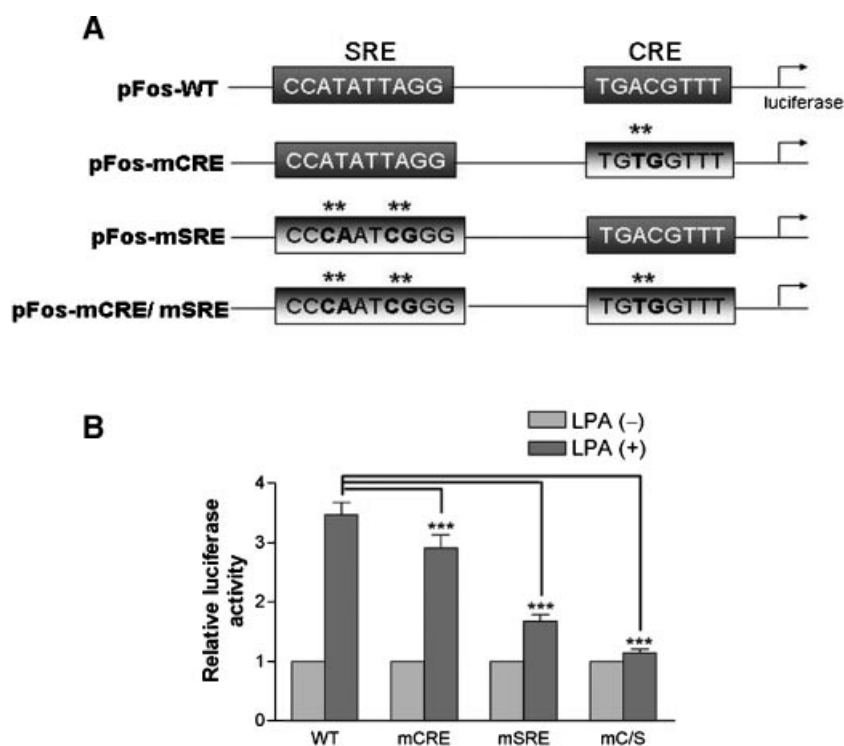 A
SRE CRE
pFos-WT CCATATTAGG TGACGTTT
luciferase
**
pFos-mCRE CCATATTAGG TGTGGTTT
** **
pFos-mSRE CCCAATCGGG TGACGTTT
** ** **
pFos-mCRE/ mSRE CCCAATCGGG TGTGGTTT
B
LPA (–)
LPA (+)
Relative luciferase
activity
4
3
2
1
0
***
***
***
WT mCRE mSRE mC/S